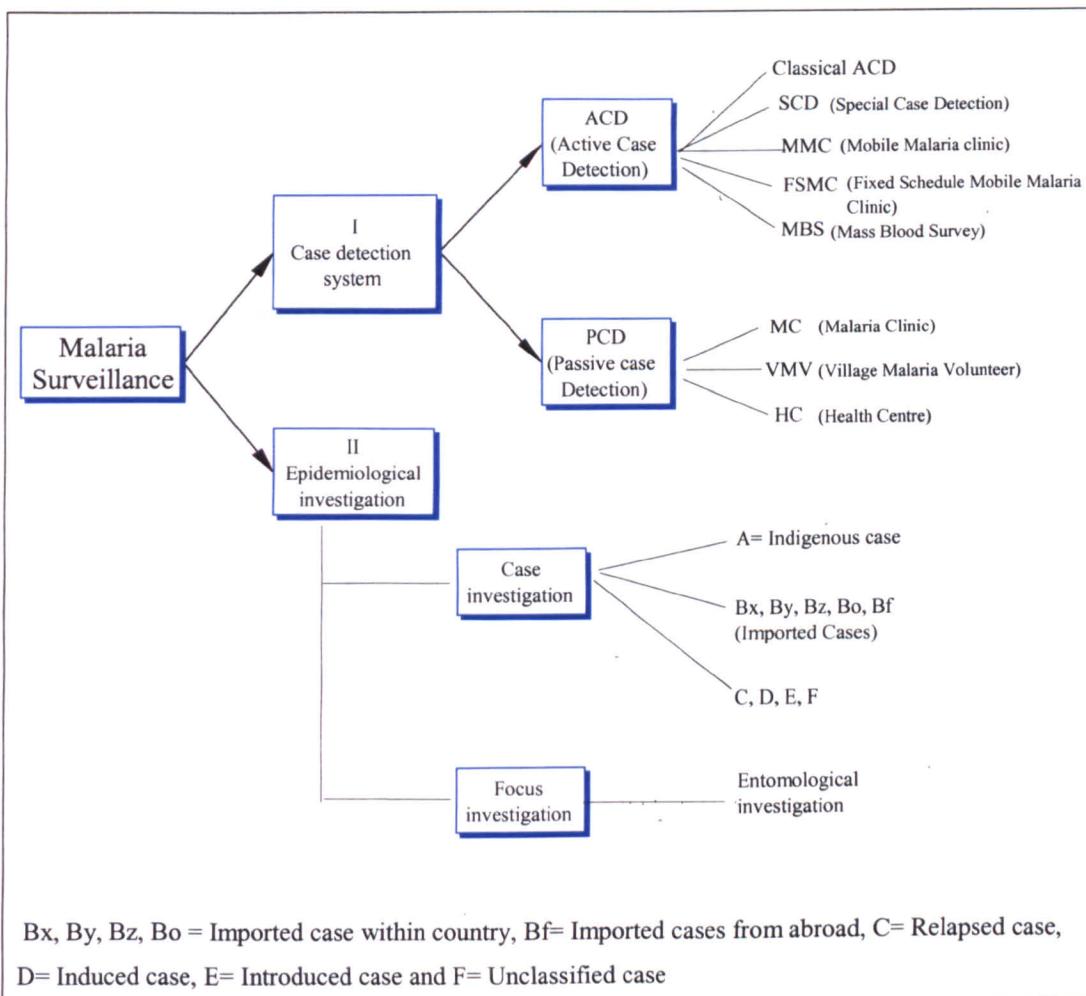 Malaria
Surveillance
I
Case detection
system
II
Epidemiological
investigation
ACD
(Active Case
Detection)
Classical ACD
SCD (Special Case Detection)
MMC (Mobile Malaria clinic)
FSMC (Fixed Schedule Mobile Malaria
Clinic)
MBS (Mass Blood Survey)
PCD
(Passive case
Detection)
MC (Malaria Clinic)
VMV (Village Malaria Volunteer)
HC (Health Centre)
Case
investigation
A= Indigenous case
Bx, By, Bz, Bo, Bf
(Imported Cases)
C, D, E, F
Focus
investigation
Entomological
investigation
Bx, By, Bz, Bo = Imported case within country, Bf= Imported cases from abroad, C= Relapsed case,
D= Induced case, E= Introduced case and F= Unclassified case